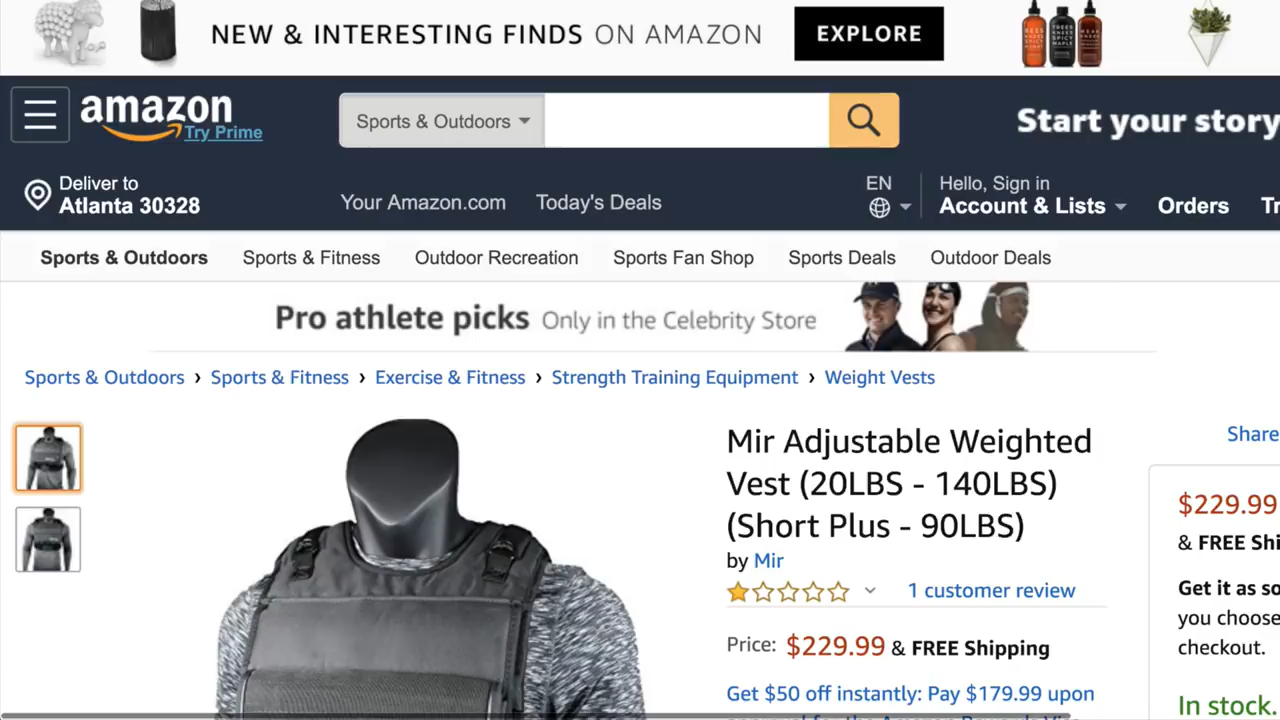 NEW & INTERESTING FINDS ON AMAZON
EXPLORE
amazon
Try Prime
Sports & Outdoors
Start your story
Deliver to
Atlanta 30328
Your Amazon.com
Today's Deals
EN
Hello, Sign in
Account & Lists
Orders
Tr
Sports & Outdoors
Sports & Fitness
Outdoor Recreation
Sports Fan Shop
Sports Deals
Outdoor Deals
Pro athlete picks Only in the Celebrity Store
Sports & Outdoors › Sports & Fitness › Exercise & Fitness › Strength Training Equipment › Weight Vests
Mir Adjustable Weighted
Vest (20LBS - 140LBS)
(Short Plus - 90LBS)
by Mir
1 customer review
Price: $229.99 & FREE Shipping
Get $50 off instantly: Pay $179.99 upon
Share
$229.99
& FREE Shi
Get it as so
you choose
checkout.
In stock.